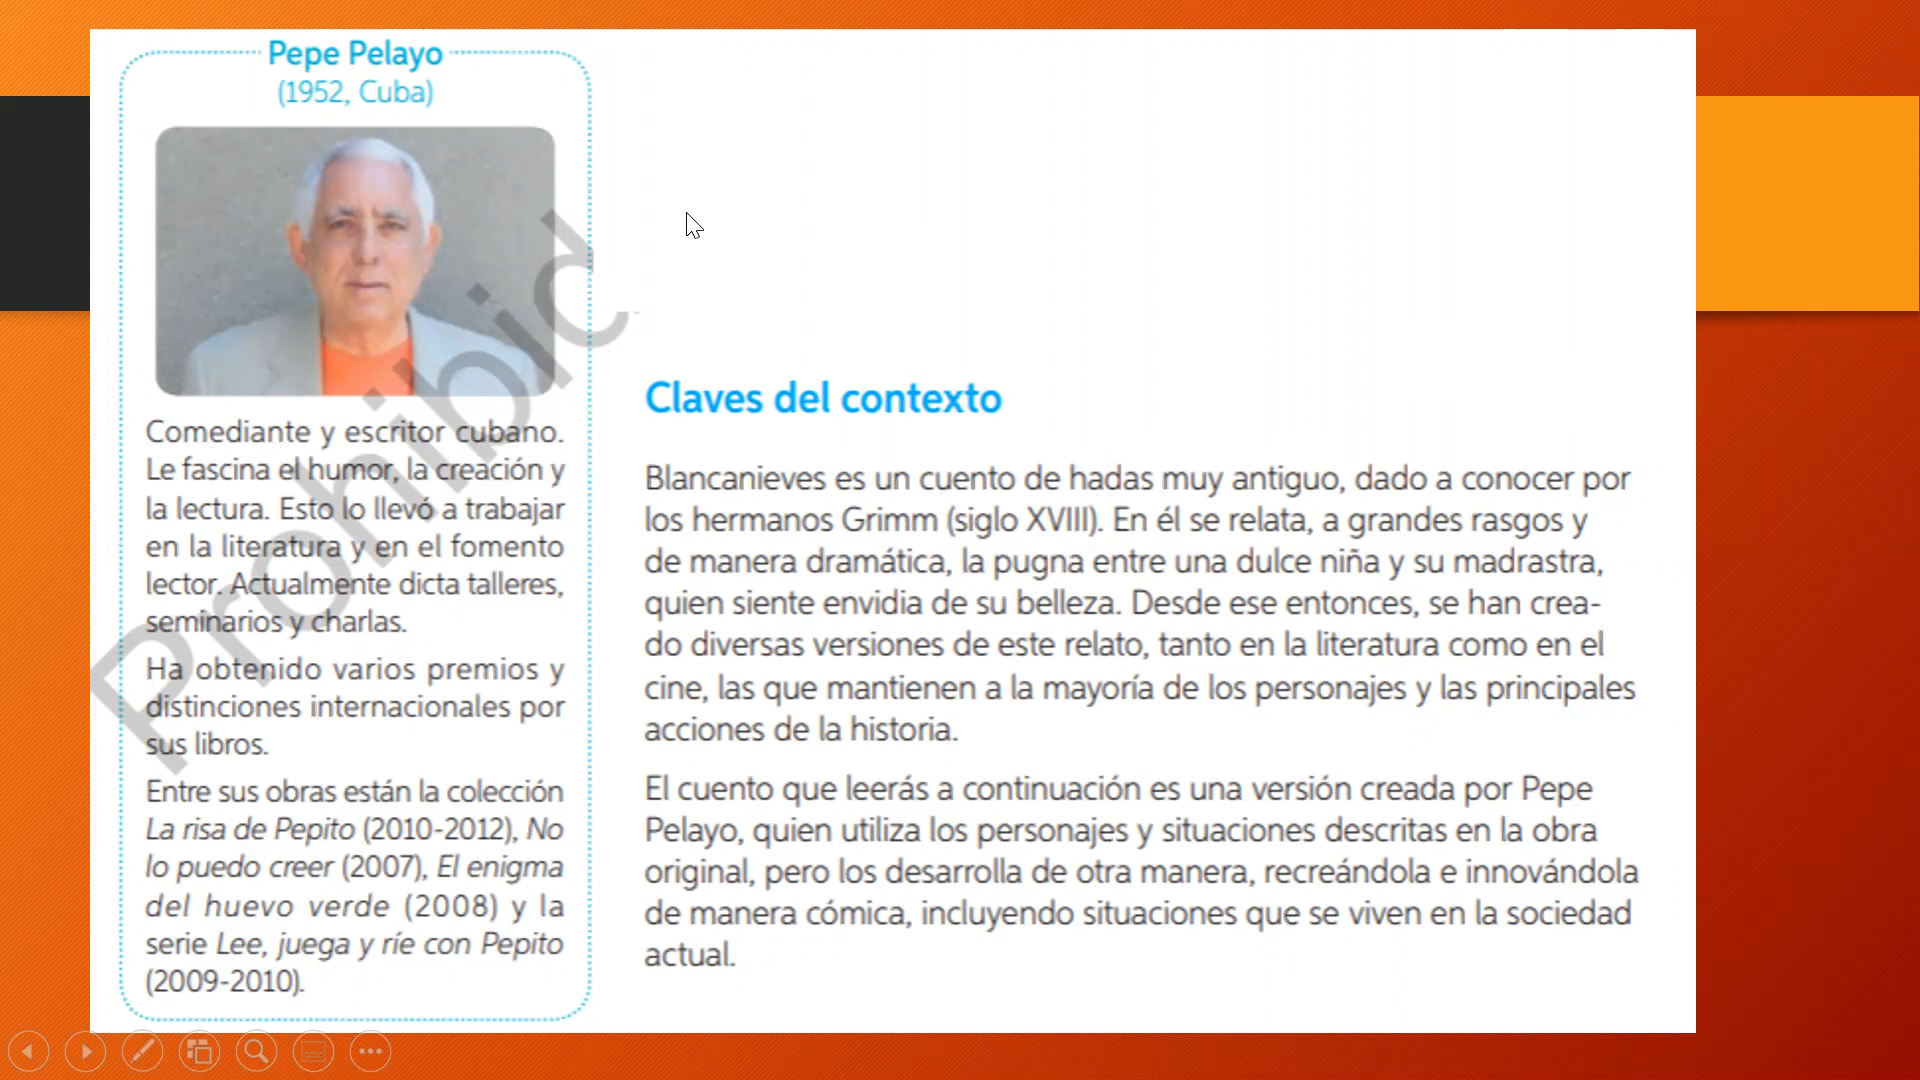 Pepe Pelayo
(1952, Cuba)
Comediante y escritor cubano.
Le fascina el humor, la creación y
la lectura. Esto lo llevó a trabajar
en la literatura y en el fomento
lector. Actualmente dicta talleres,
seminarios y charlas.
Ha obtenido varios premios y
distinciones internacionales por
sus libros.
Entre sus obras están la colección
La risa de Pepito (2010-2012), No
lo puedo creer (2007), El enigma
del huevo verde (2008) y la
serie Lee, juega y ríe con Pepito
(2009-2010).
Prohibid
Claves del contexto
Blancanieves es un cuento de hadas muy antiguo, dado a conocer por
los hermanos Grimm (siglo XVIII). En él se relata, a grandes rasgos y
de manera dramática, la pugna entre una dulce niña y su madrastra,
quien siente envidia de su belleza. Desde ese entonces, se han crea-
do diversas versiones de este relato, tanto en la literatura como en el
cine, las que mantienen a la mayoría de los personajes y las principales
acciones de la historia.
El cuento que leerás a continuación es una versión creada por Pepe
Pelayo, quien utiliza los personajes y situaciones descritas en la obra
original, pero los desarrolla de otra manera, recreándola e innovándola
de manera cómica, incluyendo situaciones que se viven en la sociedad
actual.